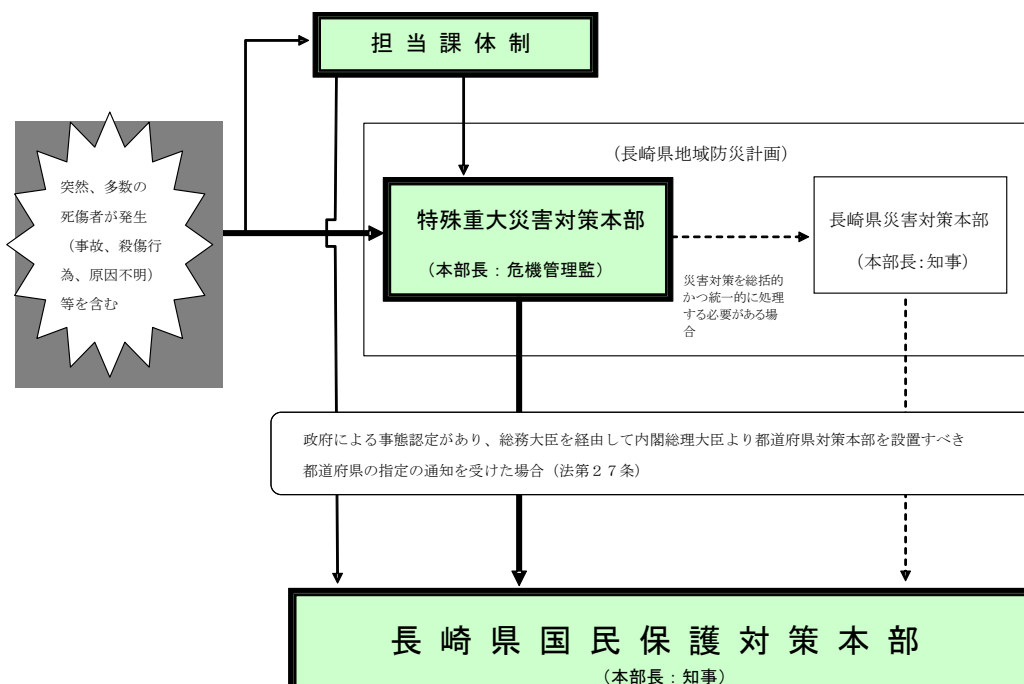 担当課体制
(長崎県地域防災計画)
突然、多数の
死傷者が発生
(事故、殺傷行
為、原因不明)
等を含む
特殊重大災害対策本部
(本部長:危機管理監)
災害対策を総括的
かつ統一的に処理
する必要がある場
合
長崎県災害対策本部
(本部長:知事)
政府による事態認定があり、総務大臣を経由して内閣総理大臣より都道府県対策本部を設置すべき
都道府県の指定の通知を受けた場合(法第27条)
長崎県国民保護対策本部
(本部長:知事)